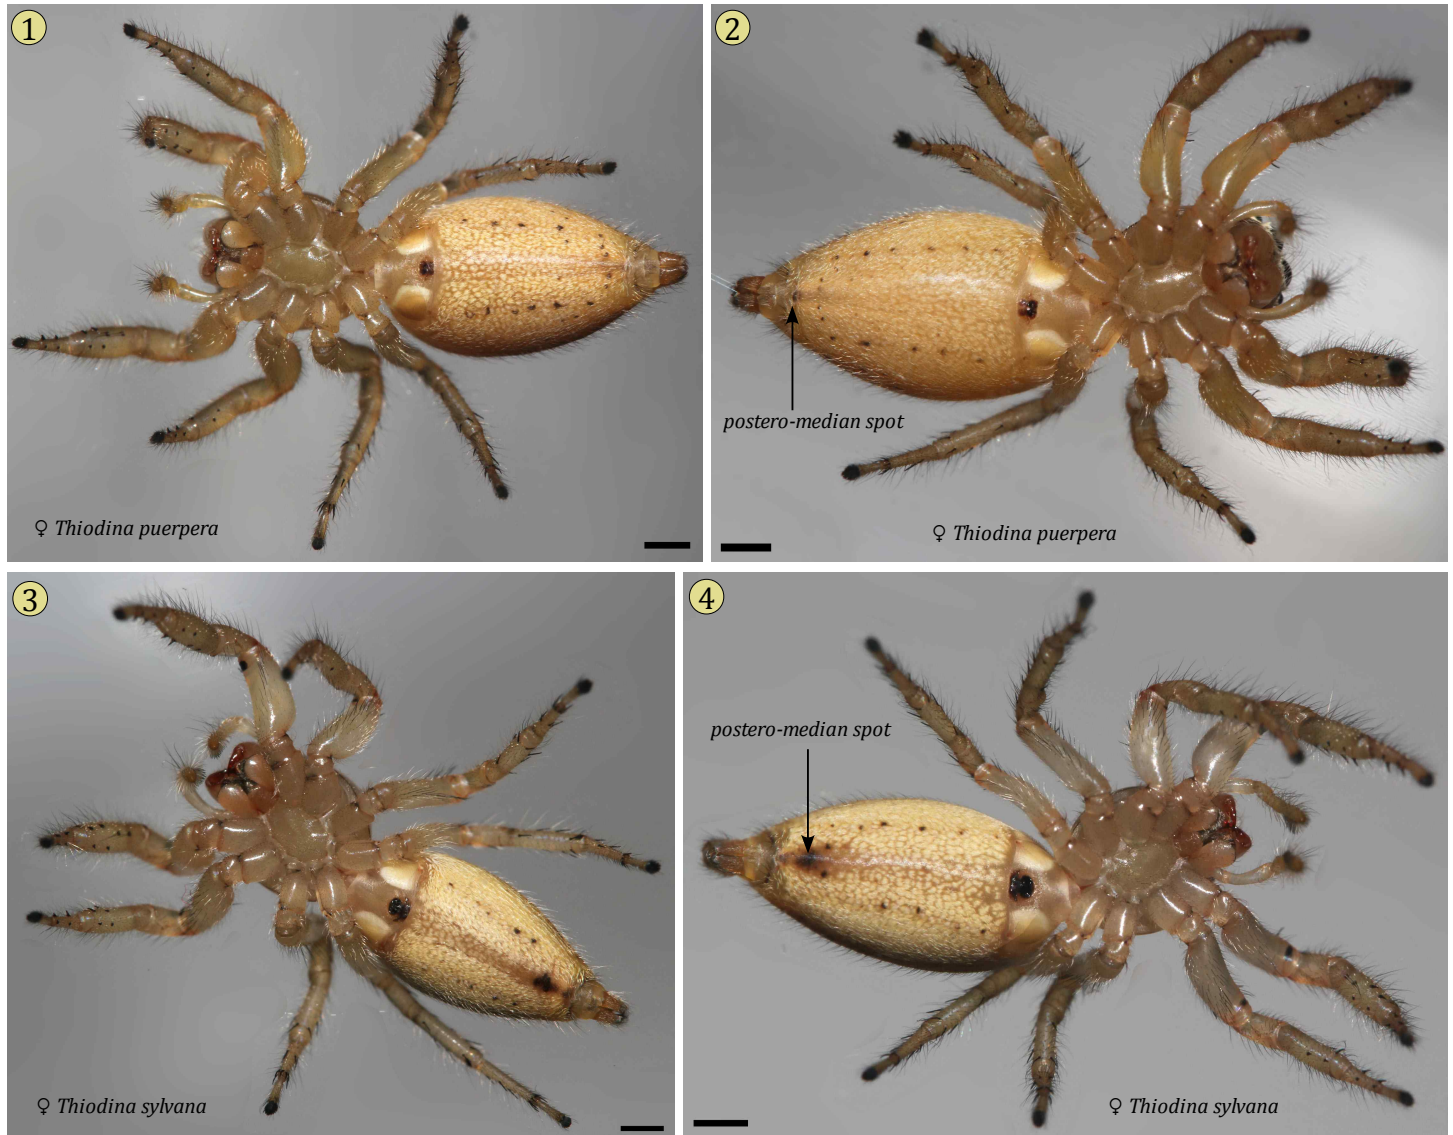 1
2
postero-median spot
♀ Thiodina puerpera
♀ Thiodina puerpera
3
4
postero-median spot
♀ Thiodina sylvana
♀ Thiodina sylvana